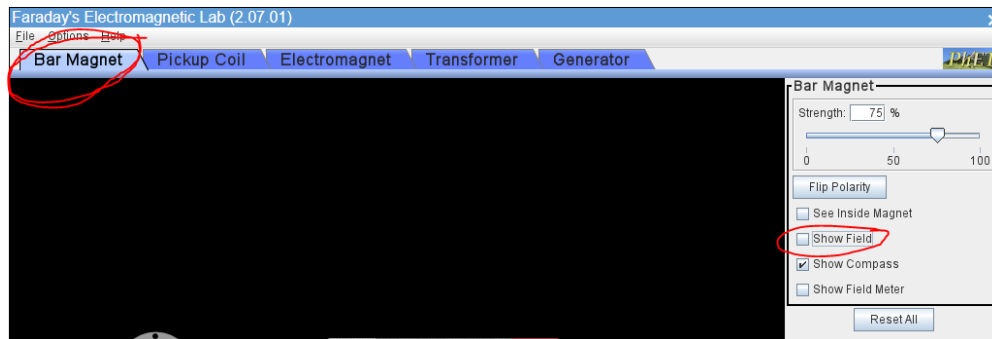 Faraday's Electromagnetic Lab (2.07.01)
File Options Help
Bar Magnet Pickup Coil Electromagnet Transformer Generator
PhET
Bar Magnet
Strength: 75 %
0 50 100
Flip Polarity
See Inside Magnet
Show Field
Show Compass
Show Field Meter
Reset All